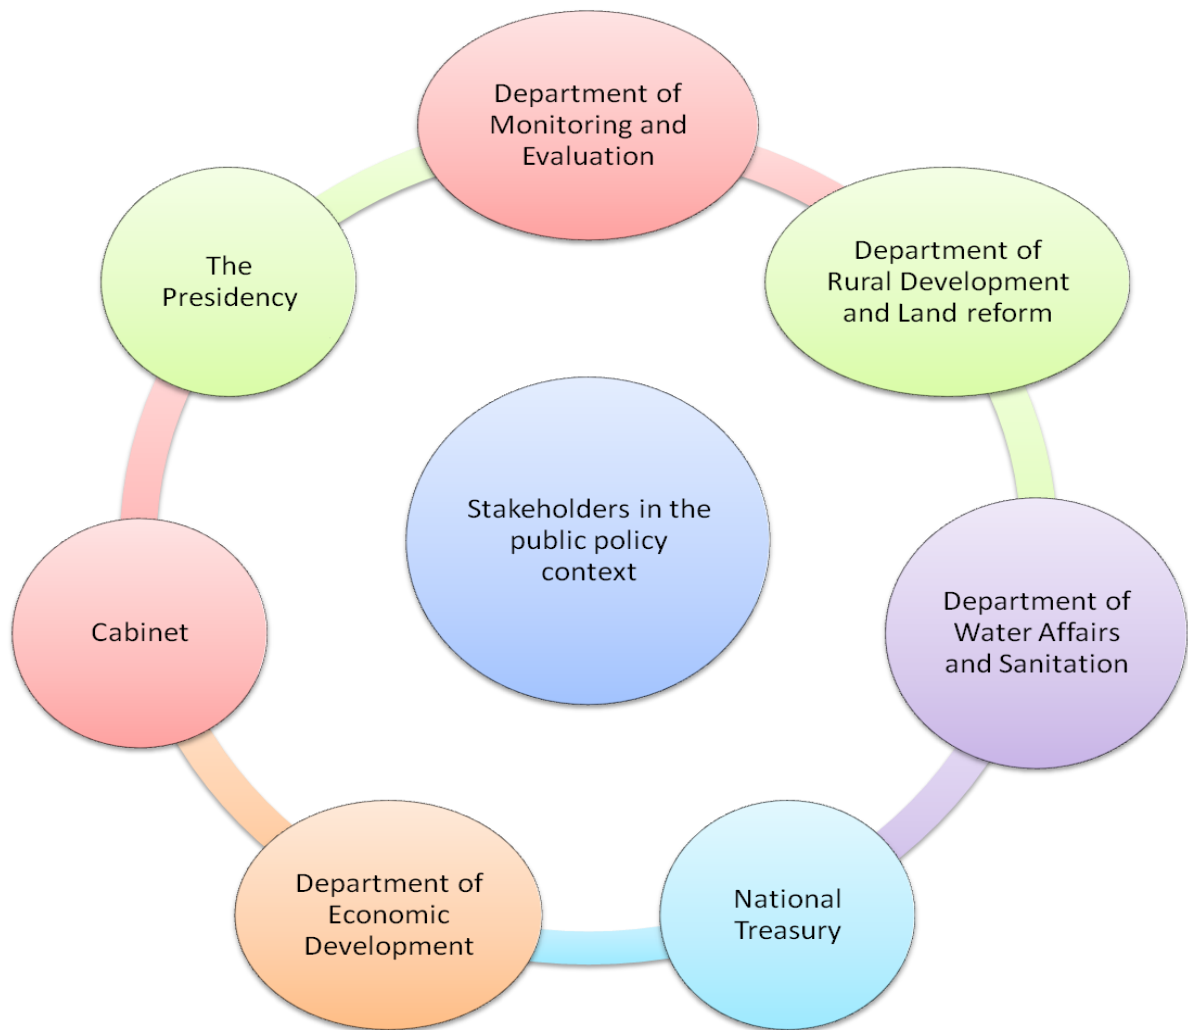 Department of
Monitoring and
Evaluation
Department of
Rural Development
and Land reform
The
Presidency
Stakeholders in the
public policy
context
Department of
Water Affairs
and Sanitation
Cabinet
National
Treasury
Department of
Economic
Development